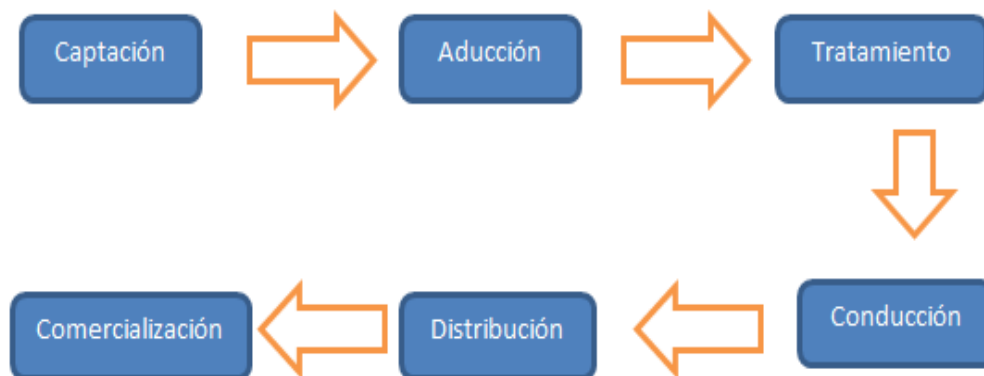 Captación
Aducción
Tratamiento
Conducción
Distribución
Comercialización